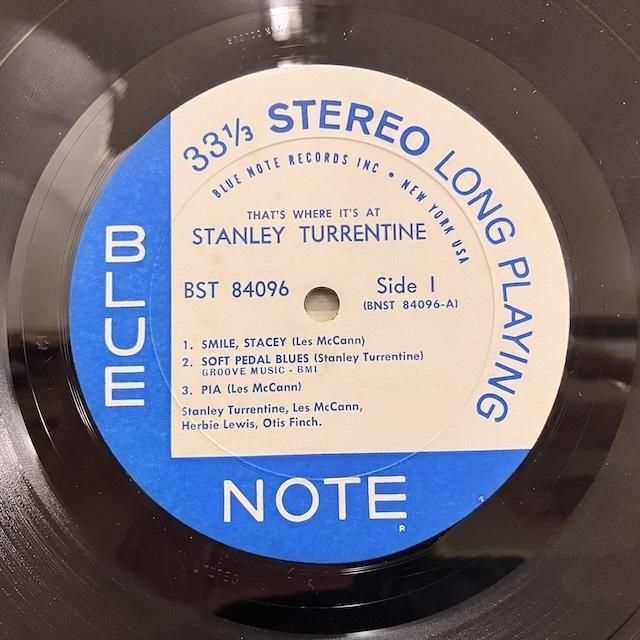 33⅓ STEREO LONG PLAYING
BLUE NOTE RECORDS INC • NEW YORK USA
THAT'S WHERE IT'S AT
STANLEY TURRENTINE
BST 84096
Side 1
(BNST 84096-A)
1. SMILE, STACEY (Les McCann)
2. SOFT PEDAL BLUES (Stanley Turrentine)
GROOVE MUSIC - BMI
3. PIA (Les McCann)
Stanley Turrentine, Les McCann,
Herbie Lewis, Otis Finch.
BLUE
NOTE
R
STEREO